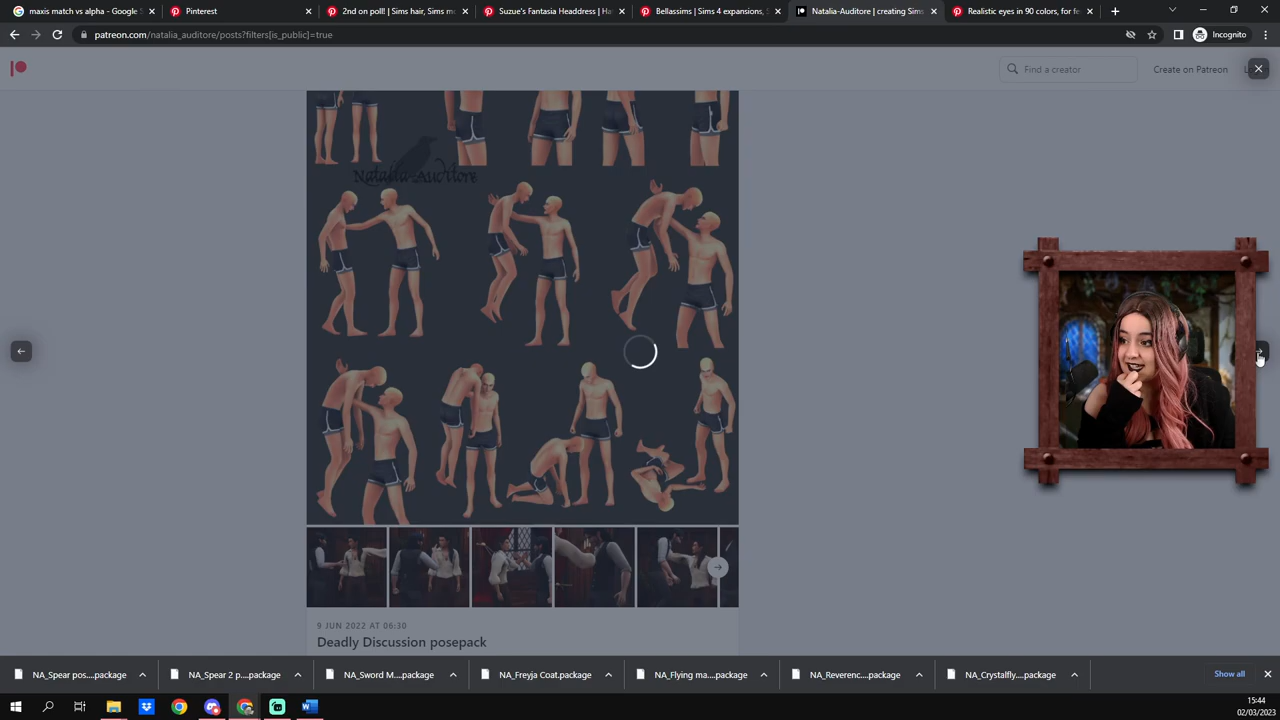 maxis match vs alpha - Google S
Pinterest
2nd on poll! | Sims hair, Sims mo
Suzue's Fantasia Headdress | Ha
Bellassims | Sims 4 expansions, S
Natalia-Auditore | creating Sims
Realistic eyes in 90 colors, for fe
patreon.com/natalia_auditore/posts?filters[is_public]=true
Incognito
Find a creator
Create on Patreon
Natalia-Auditore
9 JUN 2022 AT 06:30
Deadly Discussion posepack
NA_Spear pos....package
NA_Spear 2 p....package
NA_Sword M....package
NA_Freyja Coat.package
NA_Flying ma....package
NA_Reverenc....package
NA_Crystalfly....package
Show all
15:44
02/03/2023